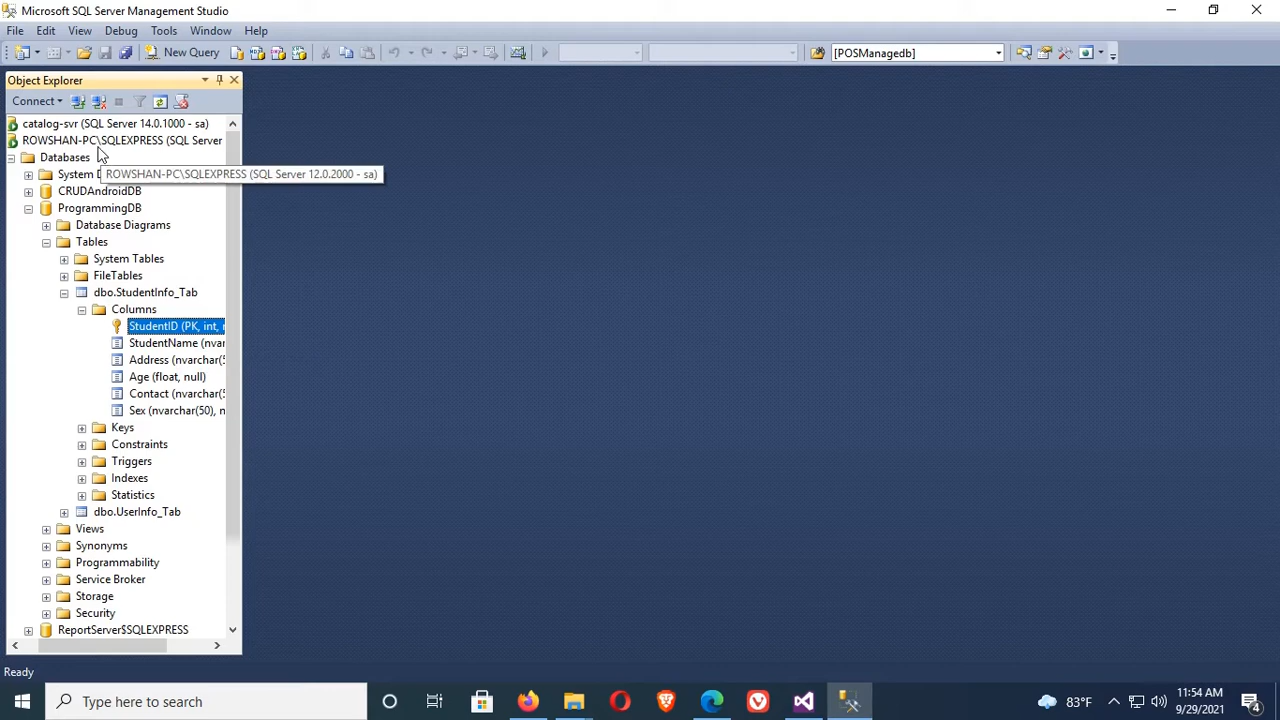 Microsoft SQL Server Management Studio
File Edit View Debug Tools Window Help
New Query [POSManagedb]
Object Explorer
Connect
catalog-svr (SQL Server 14.0.1000 - sa)
ROWSHAN-PC\SQLEXPRESS (SQL Server
Databases
System D
ROWSHAN-PC\SQLEXPRESS (SQL Server 12.0.2000 - sa)
CRUDAndroidDB
ProgrammingDB
Database Diagrams
Tables
System Tables
FileTables
dbo.StudentInfo_Tab
Columns
StudentID (PK, int, n
StudentName (nvar
Address (nvarchar(5
Age (float, null)
Contact (nvarchar(5
Sex (nvarchar(50), n
Keys
Constraints
Triggers
Indexes
Statistics
dbo.UserInfo_Tab
Views
Synonyms
Programmability
Service Broker
Storage
Security
ReportServer$SQLEXPRESS
Ready
Type here to search
83°F
11:54 AM
9/29/2021
4